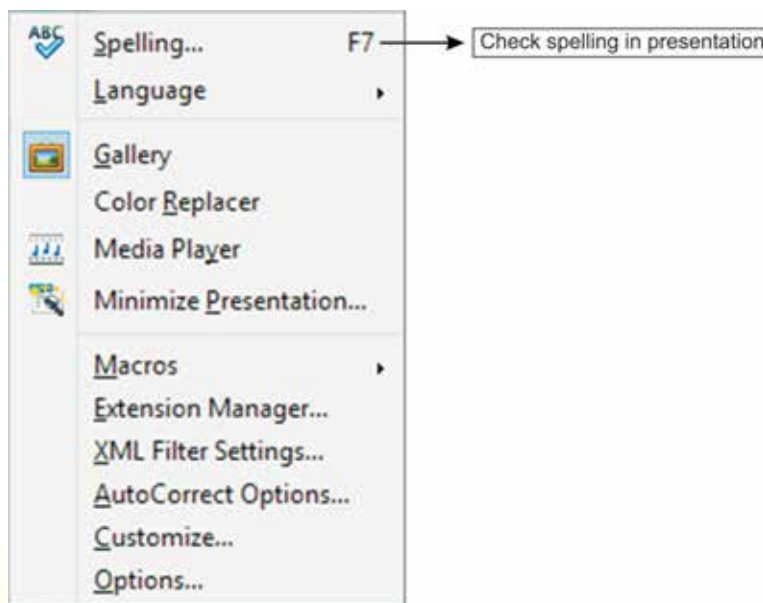 ABC
Spelling... F7 Check spelling in presentation
Language
Gallery
Color Replacer
Media Player
Minimize Presentation...
Macros
Extension Manager...
XML Filter Settings...
AutoCorrect Options...
Customize...
Options...